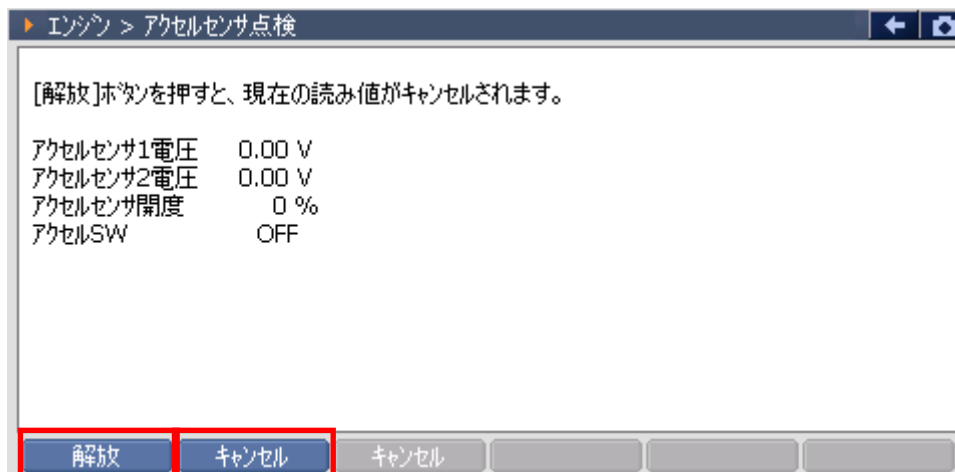 エンジン > アクセルセンサ点検
[解放]ボタンを押すと、現在の読み値がキャンセルされます。
アクセルセンサ1電圧 0.00 V
アクセルセンサ2電圧 0.00 V
アクセルセンサ開度 0 %
アクセルSW OFF
解放 キャンセル キャンセル